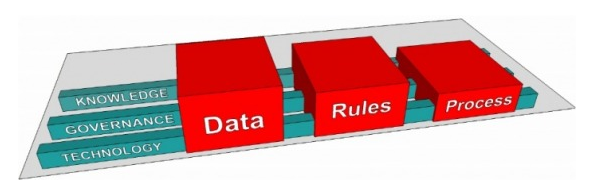 KNOWLEDGE
GOVERNANCE
TECHNOLOGY
Data
Rules
Process